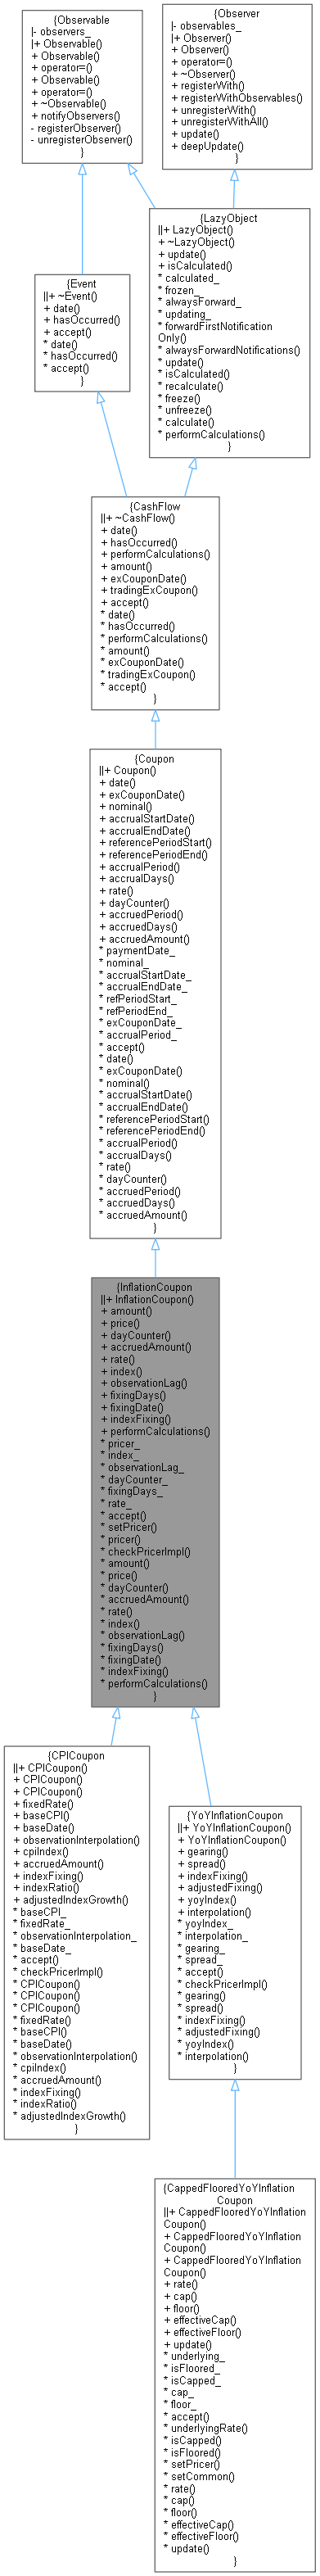 {Observable
|- observers_
|+ Observable()
+ Observable()
+ operator=()
+ Observable()
+ operator=()
+ ~Observable()
+ notifyObservers()
- registerObserver()
- unregisterObserver()
}
{Observer
|- observables_
|+ Observer()
+ Observer()
+ operator=()
+ ~Observer()
+ registerWith()
+ registerWithObservables()
+ unregisterWith()
+ unregisterWithAll()
+ update()
+ deepUpdate()
}
{LazyObject
||+ LazyObject()
+ ~LazyObject()
+ update()
+ isCalculated()
* calculated_
* frozen_
* alwaysForward_
* updating_
* forwardFirstNotification
Only()
* alwaysForwardNotifications()
* update()
* isCalculated()
* recalculate()
* freeze()
* unfreeze()
* calculate()
* performCalculations()
}
{Event
||+ ~Event()
+ date()
+ hasOccurred()
+ accept()
* date()
* hasOccurred()
* accept()
}
{CashFlow
||+ ~CashFlow()
+ date()
+ hasOccurred()
+ performCalculations()
+ amount()
+ exCouponDate()
+ tradingExCoupon()
+ accept()
* date()
* hasOccurred()
* performCalculations()
* amount()
* exCouponDate()
* tradingExCoupon()
* accept()
}
{Coupon
||+ Coupon()
+ date()
+ exCouponDate()
+ nominal()
+ accrualStartDate()
+ accrualEndDate()
+ referencePeriodStart()
+ referencePeriodEnd()
+ accrualPeriod()
+ accrualDays()
+ rate()
+ dayCounter()
+ accruedPeriod()
+ accruedDays()
+ accruedAmount()
* paymentDate_
* nominal_
* accrualStartDate_
* accrualEndDate_
* refPeriodStart_
* refPeriodEnd_
* exCouponDate_
* accrualPeriod_
* accept()
* date()
* exCouponDate()
* nominal()
* accrualStartDate()
* accrualEndDate()
* referencePeriodStart()
* referencePeriodEnd()
* accrualPeriod()
* accrualDays()
* rate()
* dayCounter()
* accruedPeriod()
* accruedDays()
* accruedAmount()
}
{InflationCoupon
||+ InflationCoupon()
+ amount()
+ price()
+ dayCounter()
+ accruedAmount()
+ rate()
+ index()
+ observationLag()
+ fixingDays()
+ fixingDate()
+ indexFixing()
+ performCalculations()
* pricer_
* index_
* observationLag_
* dayCounter_
* fixingDays_
* rate_
* accept()
* setPricer()
* pricer()
* checkPricerImpl()
* amount()
* price()
* dayCounter()
* accruedAmount()
* rate()
* index()
* observationLag()
* fixingDays()
* fixingDate()
* indexFixing()
* performCalculations()
}
{CPICoupon
||+ CPICoupon()
+ CPICoupon()
+ CPICoupon()
+ fixedRate()
+ baseCPI()
+ baseDate()
+ observationInterpolation()
+ cpiIndex()
+ accruedAmount()
+ indexFixing()
+ indexRatio()
+ adjustedIndexGrowth()
* baseCPI_
* fixedRate_
* observationInterpolation_
* baseDate_
* accept()
* checkPricerImpl()
* CPICoupon()
* CPICoupon()
* CPICoupon()
* fixedRate()
* baseCPI()
* baseDate()
* observationInterpolation()
* cpiIndex()
* accruedAmount()
* indexFixing()
* indexRatio()
* adjustedIndexGrowth()
}
{YoYInflationCoupon
||+ YoYInflationCoupon()
+ YoYInflationCoupon()
+ gearing()
+ spread()
+ indexFixing()
+ adjustedFixing()
+ yoyIndex()
+ interpolation()
* yoyIndex_
* interpolation_
* gearing_
* spread_
* accept()
* checkPricerImpl()
* gearing()
* spread()
* indexFixing()
* adjustedFixing()
* yoyIndex()
* interpolation()
}
{CappedFlooredYoYInflation
Coupon
||+ CappedFlooredYoYInflation
Coupon()
+ CappedFlooredYoYInflation
Coupon()
+ CappedFlooredYoYInflation
Coupon()
+ rate()
+ cap()
+ floor()
+ effectiveCap()
+ effectiveFloor()
+ update()
* underlying_
* isFloored_
* isCapped_
* cap_
* floor_
* accept()
* underlyingRate()
* isCapped()
* isFloored()
* setPricer()
* setCommon()
* rate()
* cap()
* floor()
* effectiveCap()
* effectiveFloor()
* update()
}